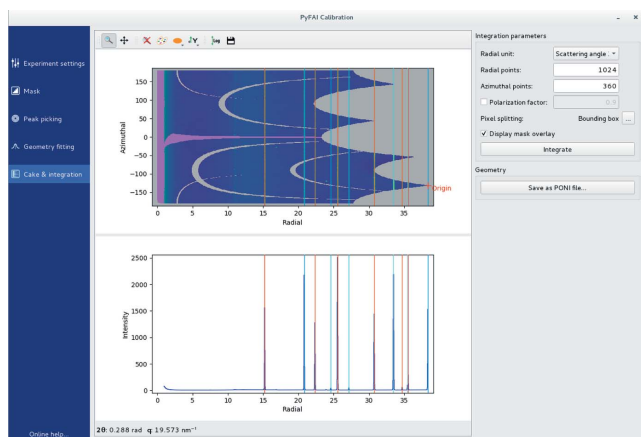 PyFAI Calibration
Experiment settings
Mask
Peak picking
Geometry fitting
Cake & integration
Online help...
Azimuthal
150
100
50
0
−50
−100
−150
0 5 10 15 20 25 30 35
Radial
Origin
Intensity
2500
2000
1500
1000
500
0
0 5 10 15 20 25 30 35
Radial
2θ: 0.288 rad q: 19.573 nm⁻¹
Integration parameters
Radial unit: Scattering angle
Radial points: 1024
Azimuthal points: 360
Polarization factor: 0.9
Pixel splitting: Bounding box ...
Display mask overlay
Integrate
Geometry
Save as PONI file...